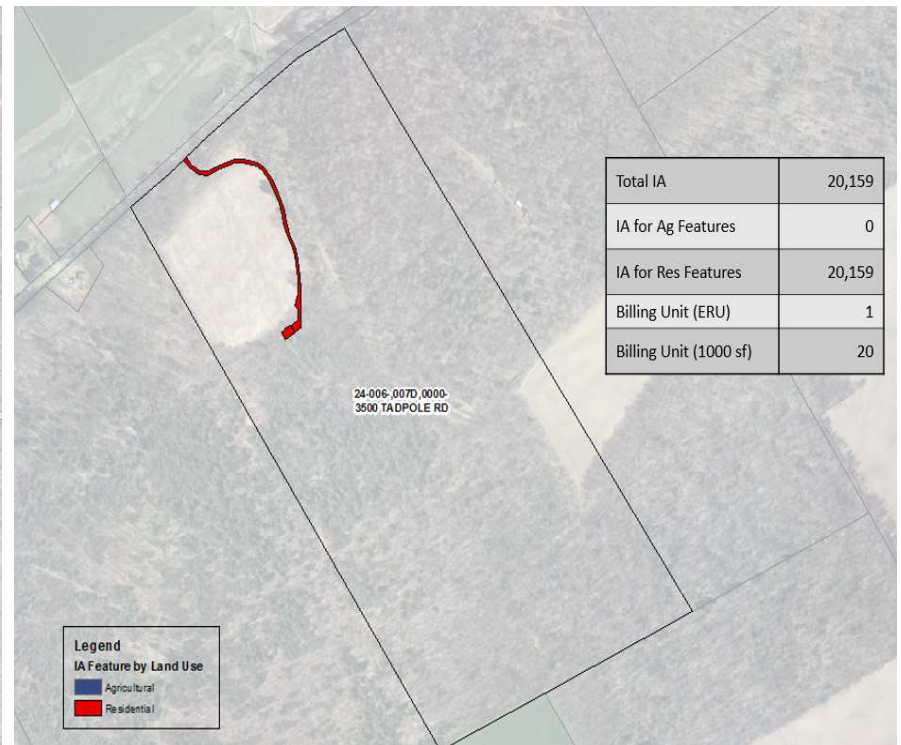 Total IA 20,159
IA for Ag Features 0
IA for Res Features 20,159
Billing Unit (ERU) 1
Billing Unit (1000 sf) 20
24-006-,007D,0000-
3500 TADPOLE RD
Legend
IA Feature by Land Use
Agricultural
Residential